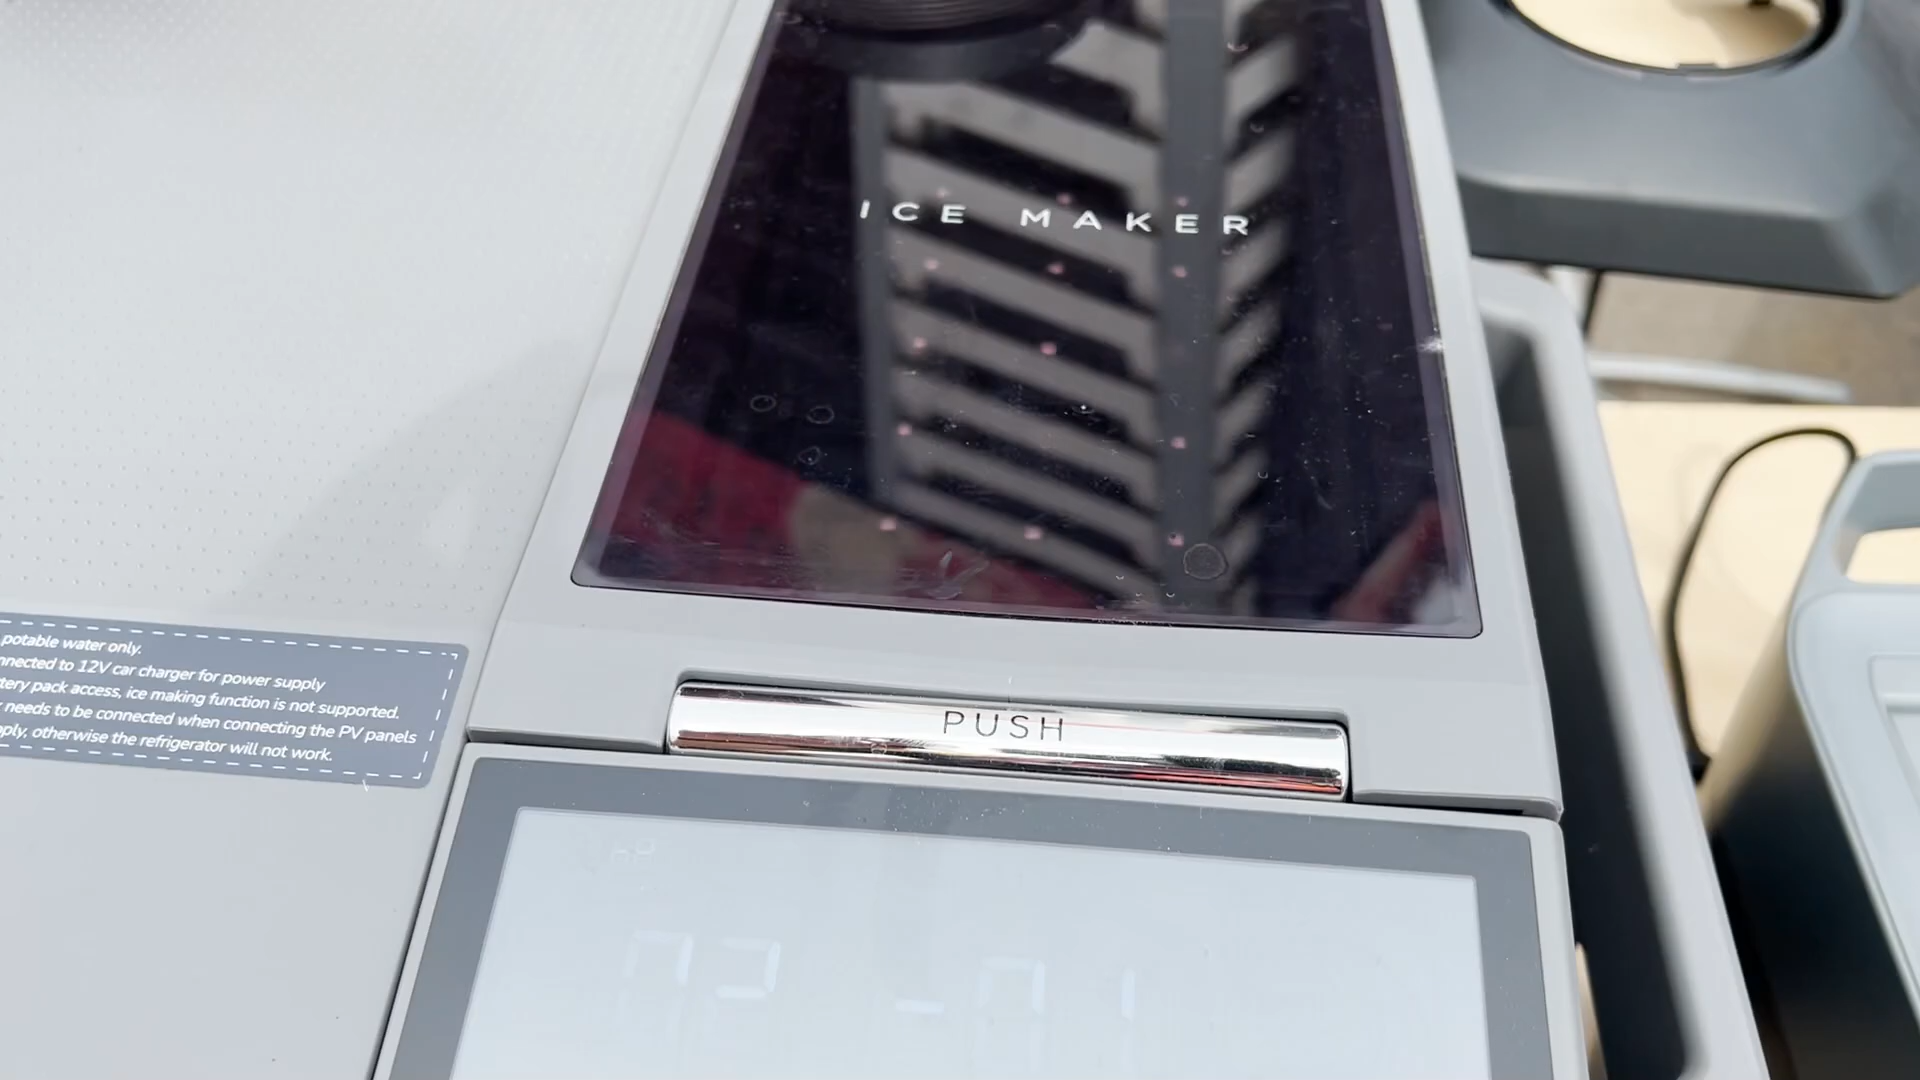 ICE MAKER
potable water only.
nnected to 12V car charger for power supply
tery pack access, ice making function is not supported.
needs to be connected when connecting the PV panels
pply, otherwise the refrigerator will not work.
PUSH